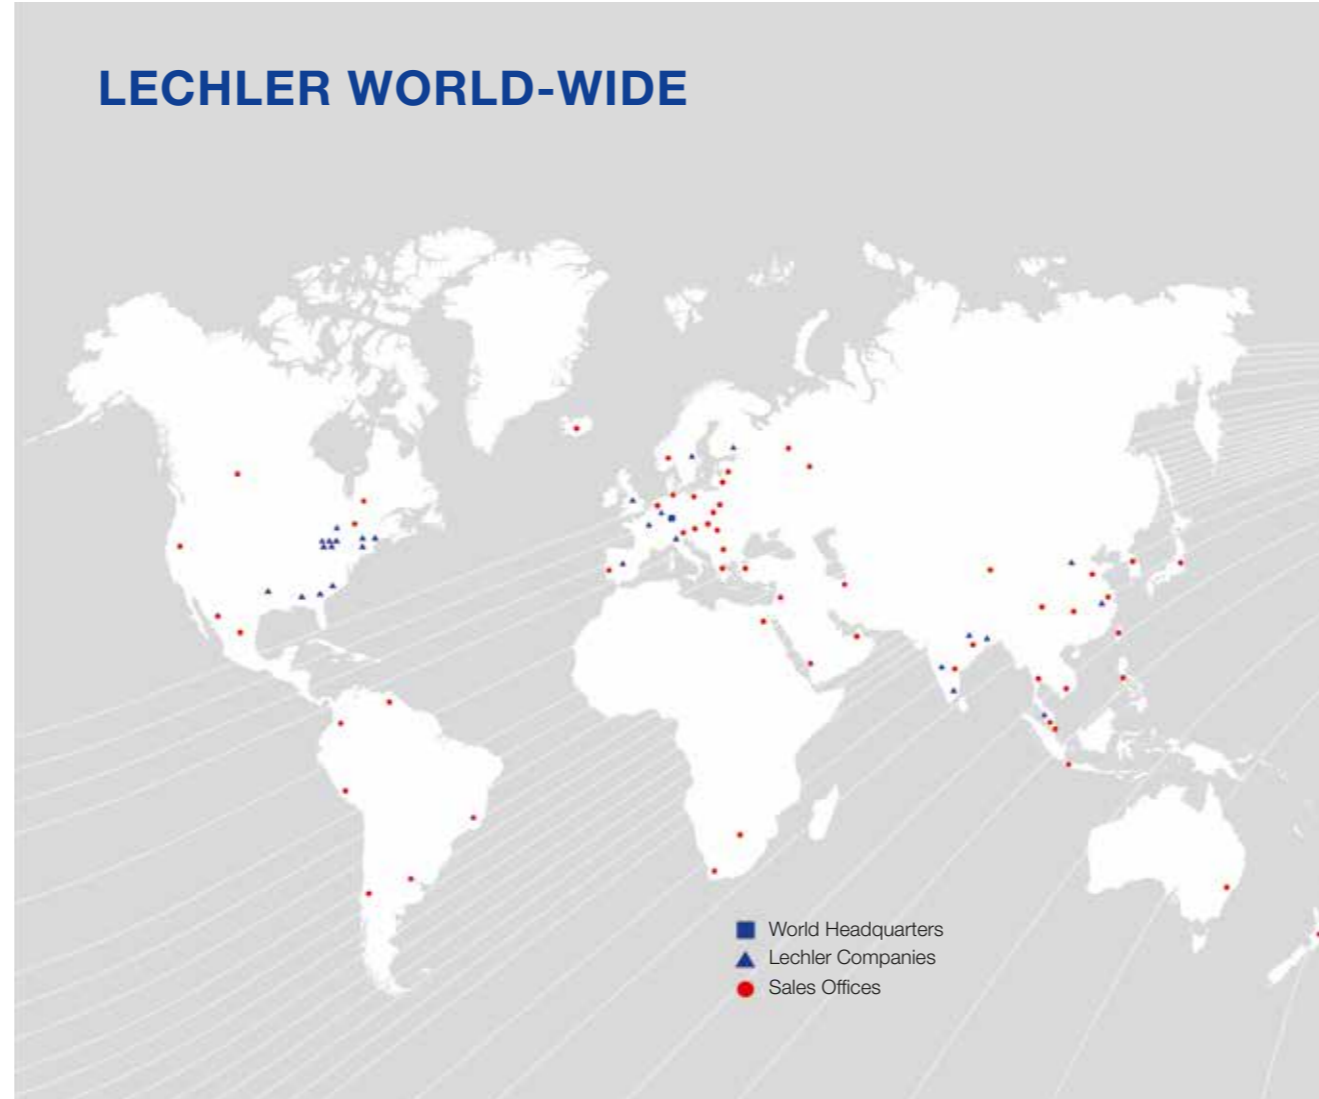 LECHLER WORLD-WIDE
World Headquarters
Lechler Companies
Sales Offices